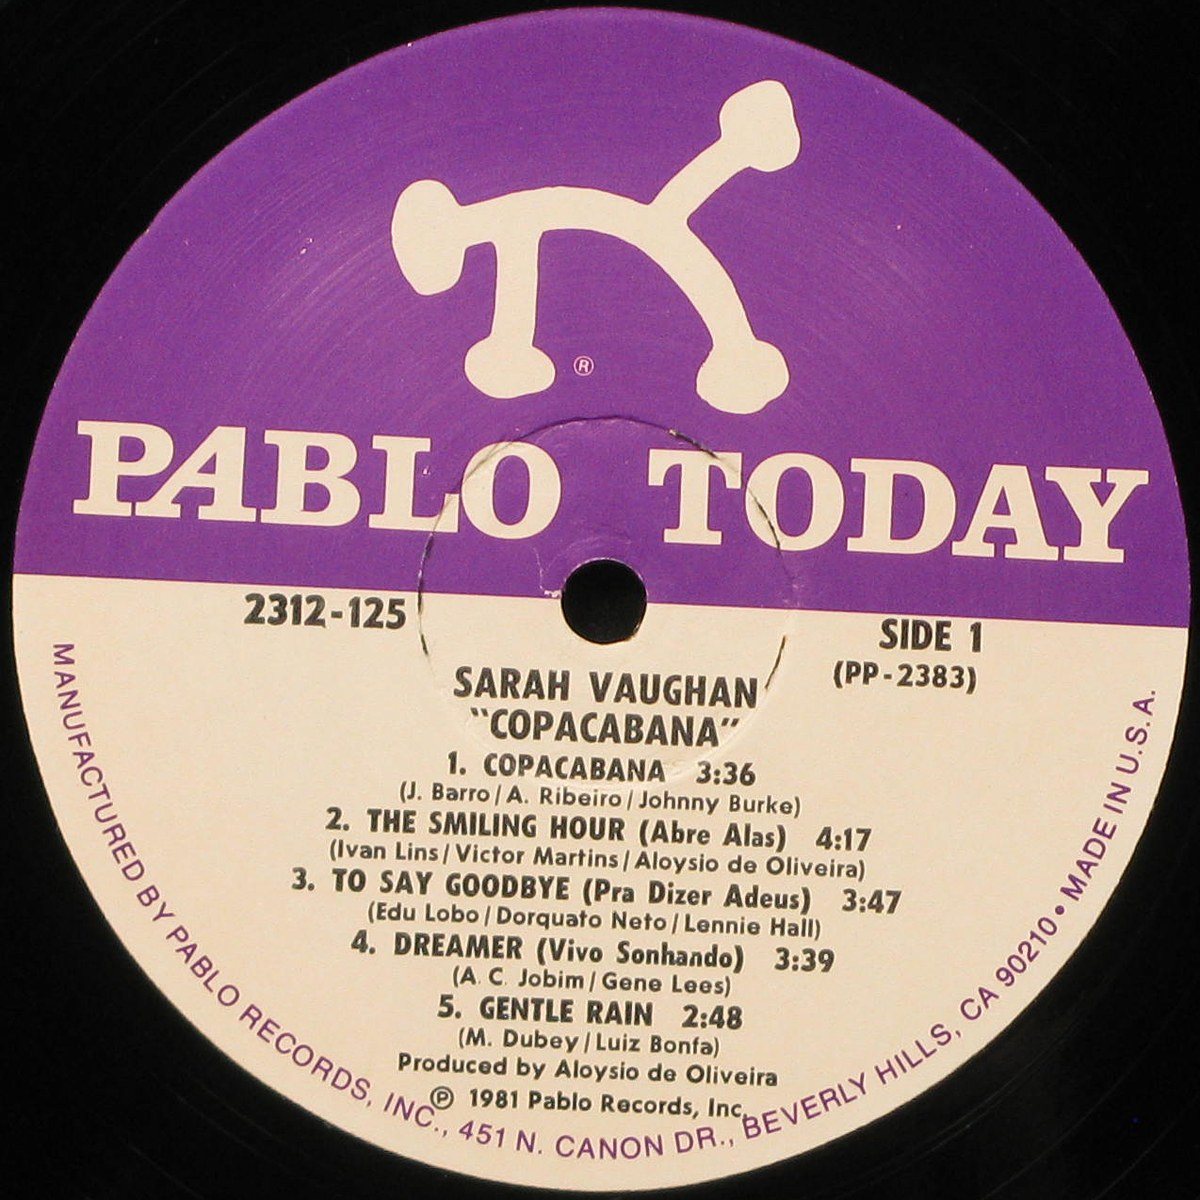 ®
PABLO TODAY
2312-125
SIDE 1
(PP-2383)
SARAH VAUGHAN
"COPACABANA"
1. COPACABANA 3:36
(J. Barro/A. Ribeiro/Johnny Burke)
2. THE SMILING HOUR (Abre Alas) 4:17
(Ivan Lins/Victor Martins/Aloysio de Oliveira)
3. TO SAY GOODBYE (Pra Dizer Adeus) 3:47
(Edu Lobo/Dorquato Neto/Lennie Hall)
4. DREAMER (Vivo Sonhando) 3:39
(A. C. Jobim/Gene Lees)
5. GENTLE RAIN 2:48
(M. Dubey/Luiz Bonfa)
Produced by Aloysio de Oliveira
℗ 1981 Pablo Records, Inc.
MANUFACTURED BY PABLO RECORDS, INC., 451 N. CANON DR., BEVERLY HILLS, CA 90210 • MADE IN U.S.A.